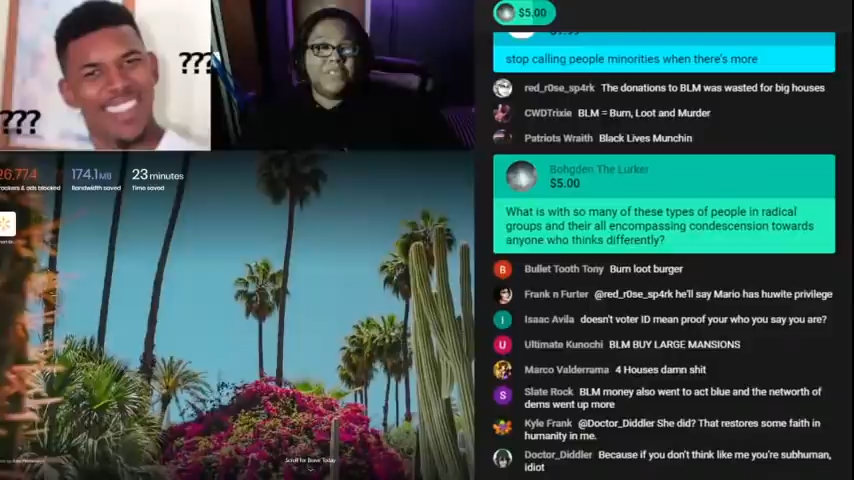 $5.00
stop calling people minorities when there's more
red_r0se_sp4rk The donations to BLM was wasted for big houses
CWDTrixie BLM = Burn, Loot and Murder
Patriots Wraith Black Lives Munchin
Bohgden The Lurker
$5.00
What is with so many of these types of people in radical
groups and their all encompassing condescension towards
anyone who thinks differently?
B Bullet Tooth Tony Burn loot burger
Frank n Furter @red_r0se_sp4rk he'll say Mario has huwite privilege
I Isaac Avila doesn't voter ID mean proof your who you say you are?
U Ultimate Kunochi BLM BUY LARGE MANSIONS
Marco Valderrama 4 Houses damn shit
S Slate Rock BLM money also went to act blue and the networth of
dems went up more
Kyle Frank @Doctor_Diddler She did? That restores some faith in
humanity in me.
Doctor_Diddler Because if you don't think like me you're subhuman,
idiot
???
???
26,774 174.1 MB 23 minutes
trackers & ads blocked Bandwidth saved Time saved